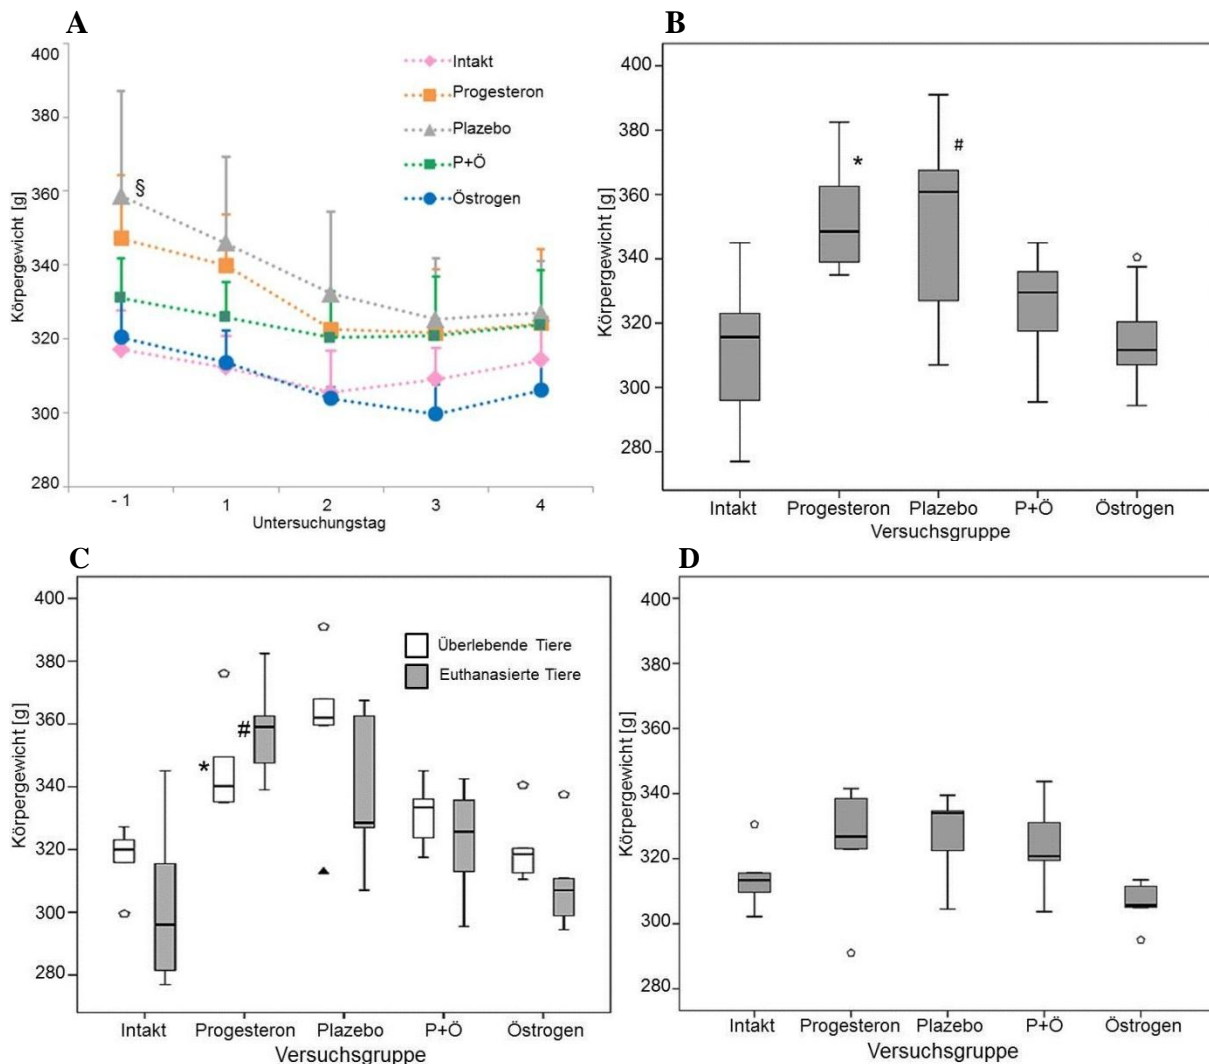 A
Körpergewicht [g]
400
380
360
340
320
300
280
§
Intakt
Progesteron
Plazebo
P+Ö
Östrogen
- 1
1
2
3
4
Untersuchungstag
B
Körpergewicht [g]
400
380
360
340
320
300
280
*
#
Intakt
Progesteron
Plazebo
P+Ö
Östrogen
Versuchsgruppe
C
Körpergewicht [g]
400
380
360
340
320
300
280
*
#
Überlebende Tiere
Euthanasierte Tiere
Intakt
Progesteron
Plazebo
P+Ö
Östrogen
Versuchsgruppe
D
Körpergewicht [g]
400
380
360
340
320
300
280
Intakt
Progesteron
Plazebo
P+Ö
Östrogen
Versuchsgruppe